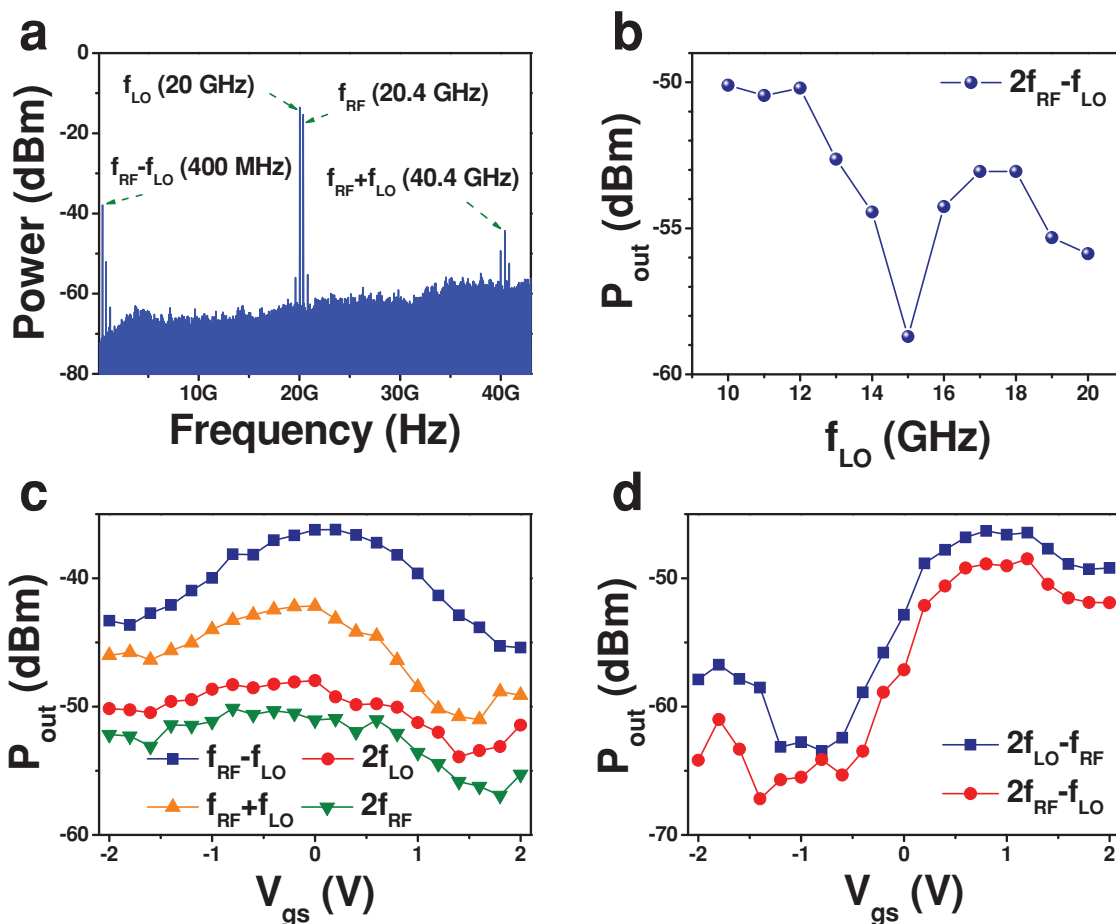 a
Power (dBm)
0
-20
-40
-60
-80
f_LO (20 GHz)
f_RF (20.4 GHz)
f_RF-f_LO (400 MHz)
f_RF+f_LO (40.4 GHz)
10G 20G 30G 40G
Frequency (Hz)
b
P_out (dBm)
-50
-55
-60
2f_RF-f_LO
10 12 14 16 18 20
f_LO (GHz)
c
P_out (dBm)
-40
-50
-60
f_RF-f_LO 2f_LO
f_RF+f_LO 2f_RF
-2 -1 0 1 2
V_gs (V)
d
P_out (dBm)
-50
-60
-70
2f_LO-f_RF
2f_RF-f_LO
-2 -1 0 1 2
V_gs (V)